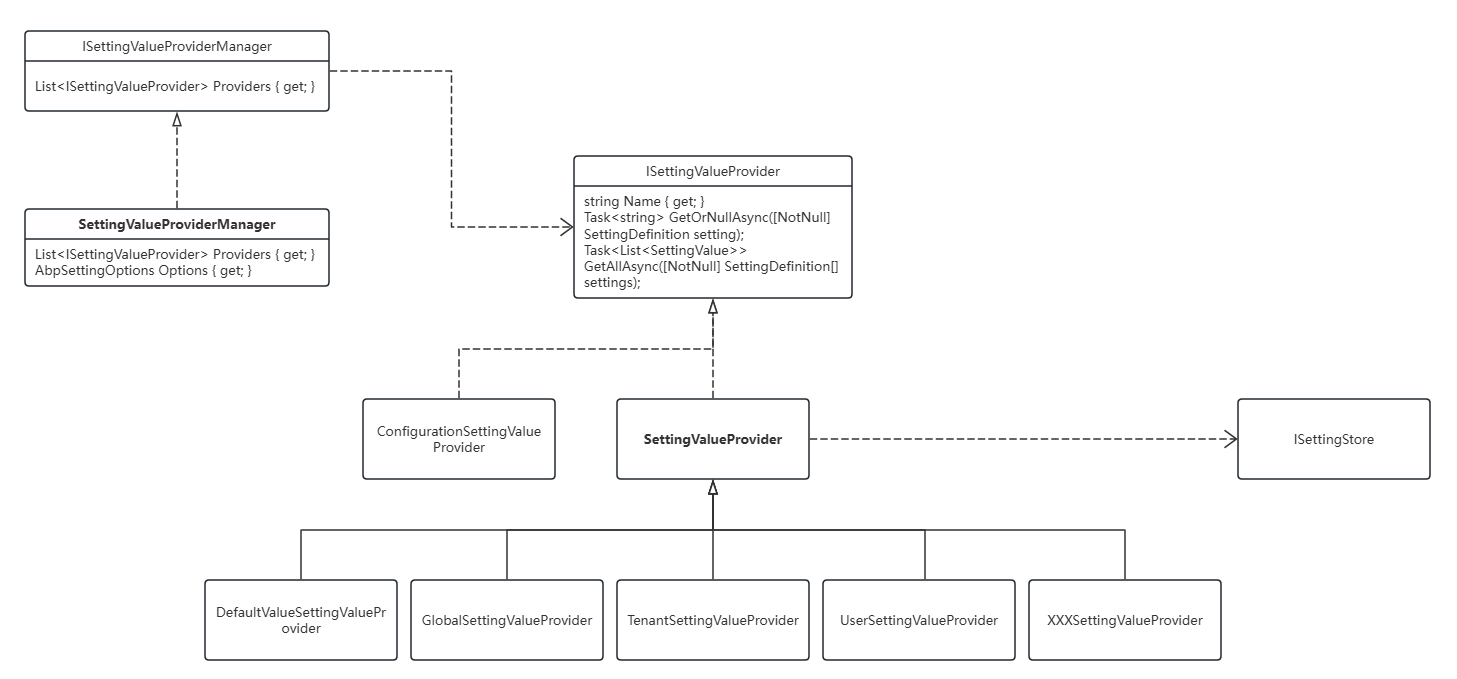 ISettingValueProviderManager
List<ISettingValueProvider> Providers { get; }
SettingValueProviderManager
List<ISettingValueProvider> Providers { get; }
AbpSettingOptions Options { get; }
ISettingValueProvider
string Name { get; }
Task<string> GetOrNullAsync([NotNull]
SettingDefinition setting);
Task<List<SettingValue>>
GetAllAsync([NotNull] SettingDefinition[]
settings);
ConfigurationSettingValue
Provider
SettingValueProvider
ISettingStore
DefaultValueSettingValuePr
ovider
GlobalSettingValueProvider
TenantSettingValueProvider
UserSettingValueProvider
XXXSettingValueProvider